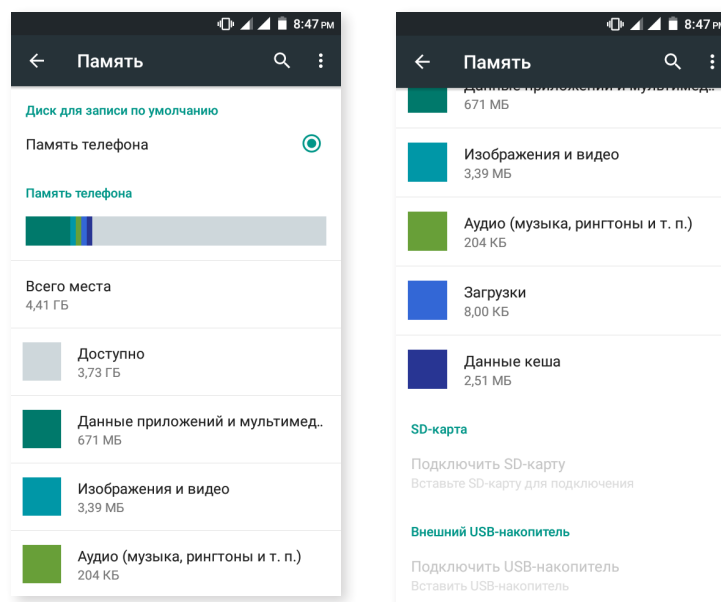 8:47 PM
Память
Диск для записи по умолчанию
Память телефона
Память телефона
Всего места
4,41 ГБ
Доступно
3,73 ГБ
Данные приложений и мультимед..
671 МБ
Изображения и видео
3,39 МБ
Аудио (музыка, рингтоны и т. п.)
204 КБ
8:47 PM
Память
Данные приложений и мультимед..
671 МБ
Изображения и видео
3,39 МБ
Аудио (музыка, рингтоны и т. п.)
204 КБ
Загрузки
8,00 КБ
Данные кеша
2,51 МБ
SD-карта
Подключить SD-карту
Вставьте SD-карту для подключения
Внешний USB-накопитель
Подключить USB-накопитель
Вставить USB-накопитель